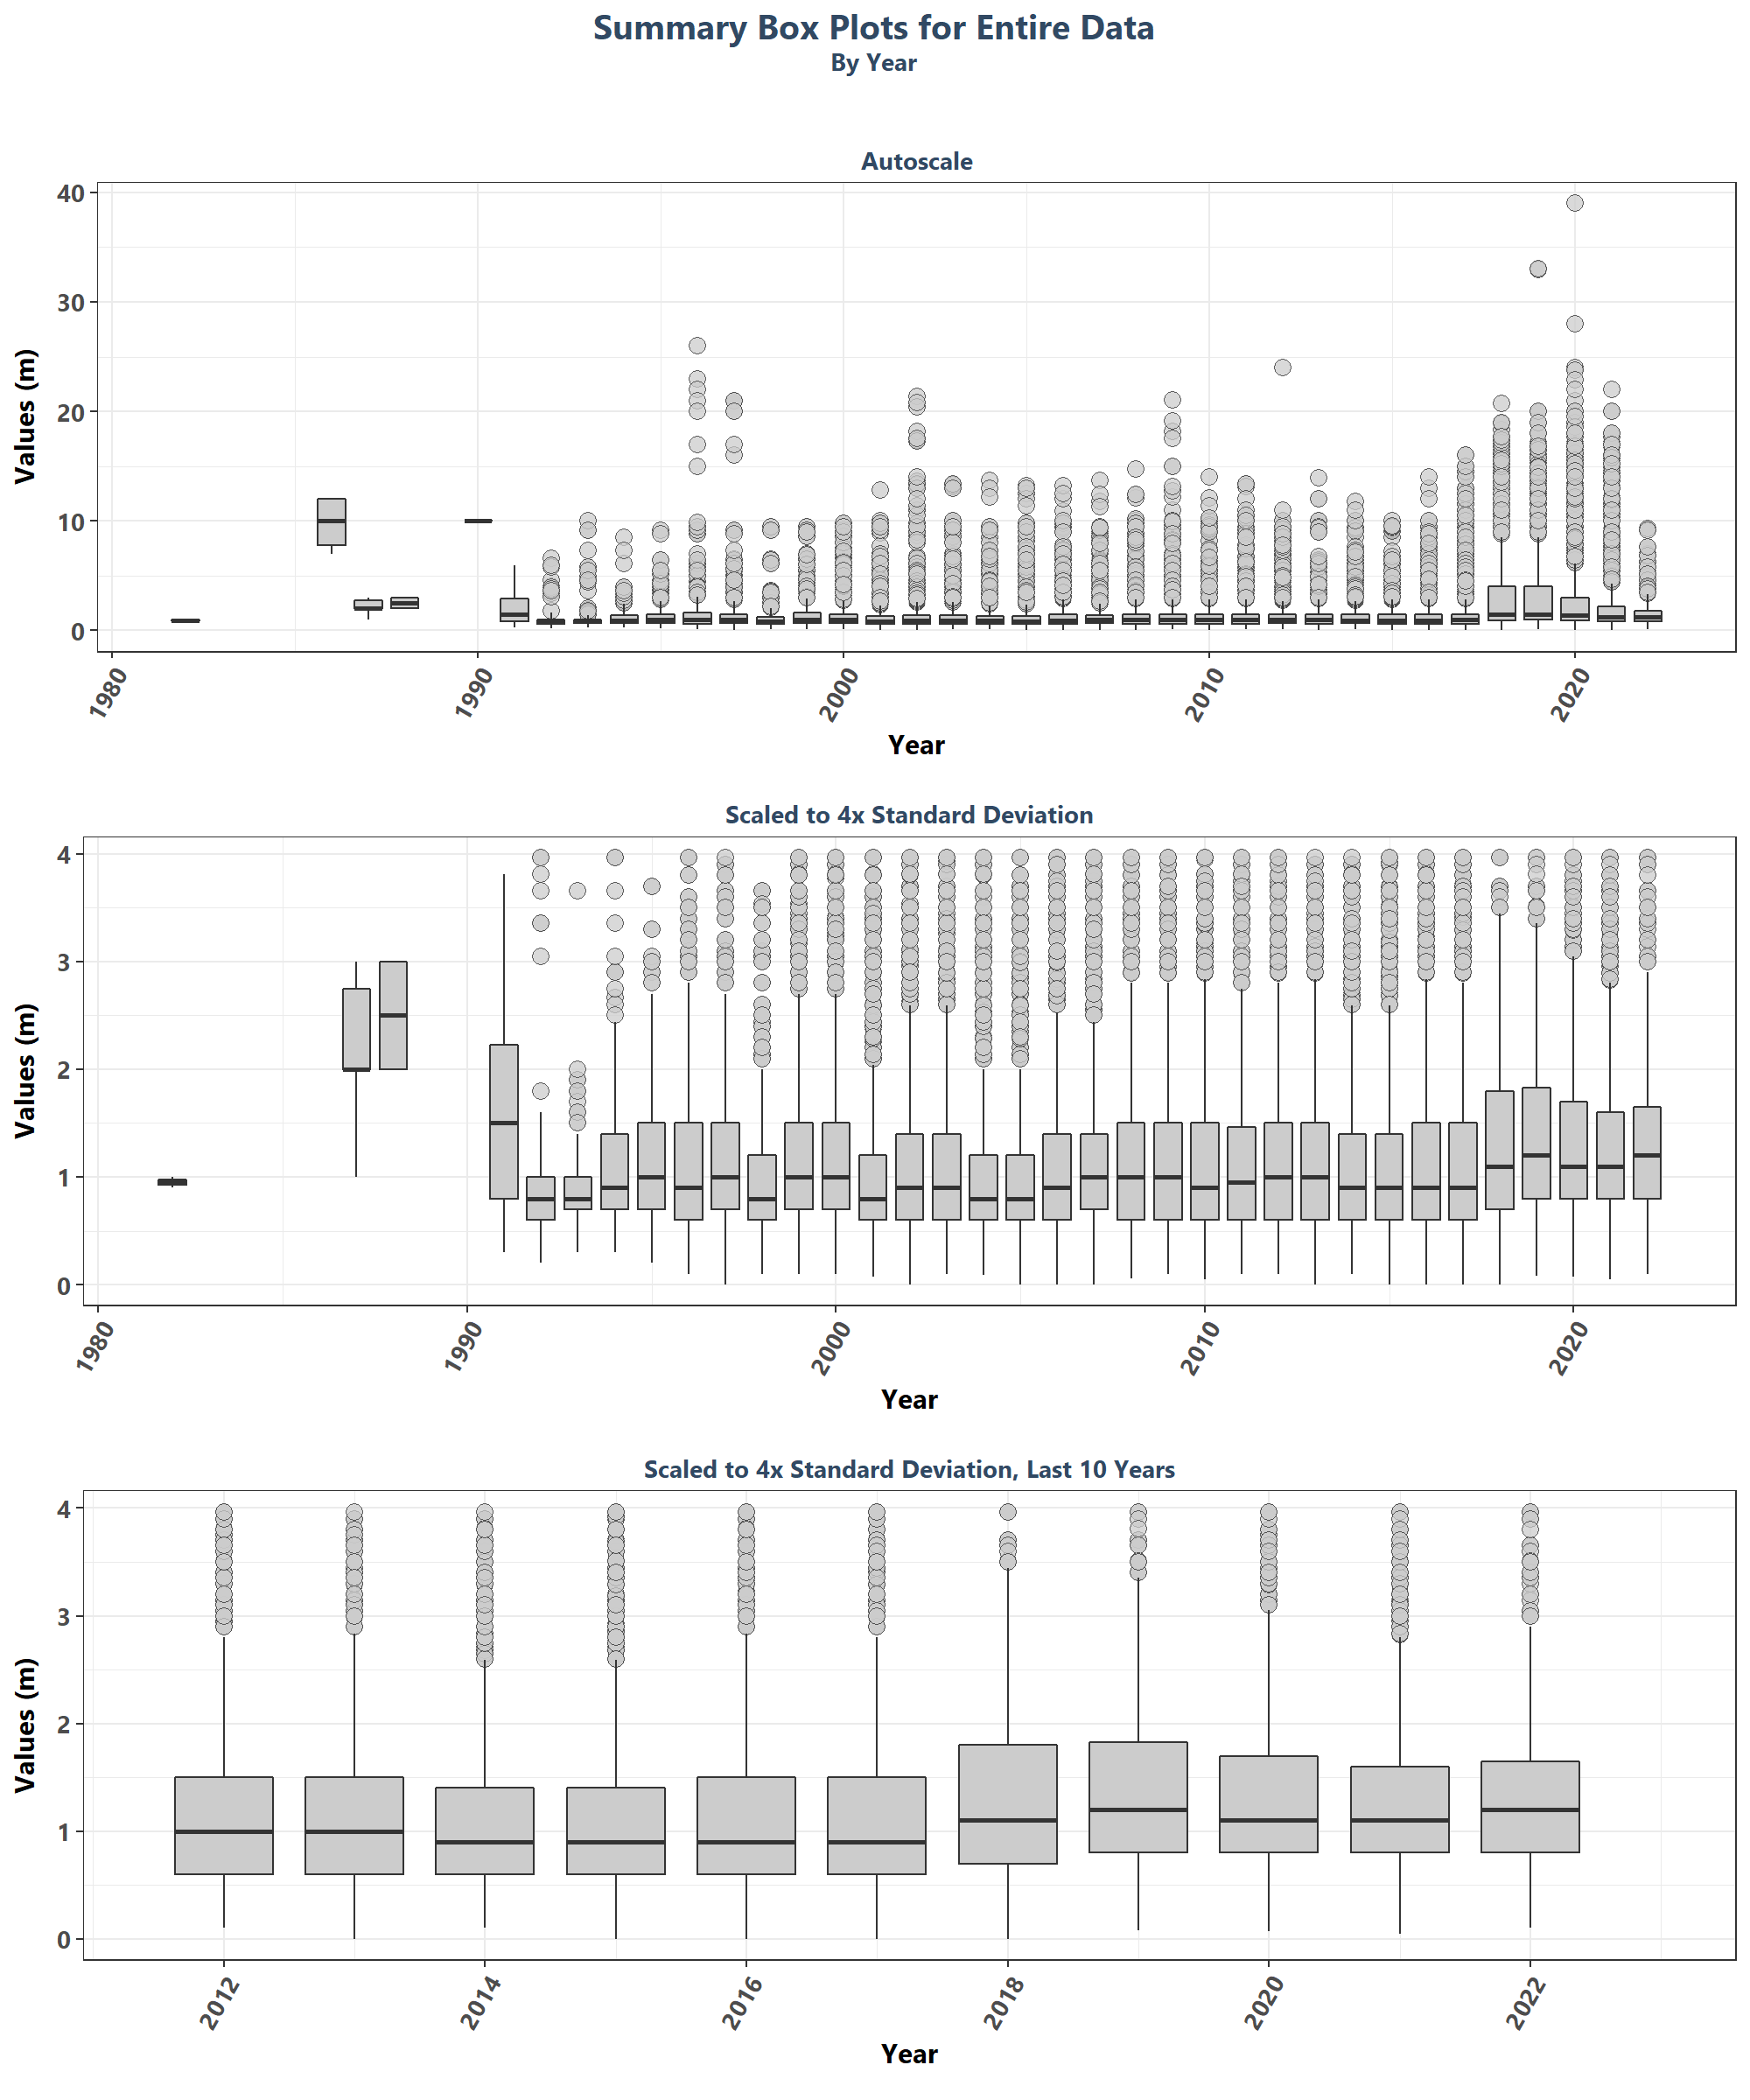 Summary Box Plots for Entire Data
By Year
Autoscale
Values (m)
40
30
20
10
0
1980
1990
2000
2010
2020
Year
Scaled to 4x Standard Deviation
Values (m)
4
3
2
1
0
1980
1990
2000
2010
2020
Year
Scaled to 4x Standard Deviation, Last 10 Years
Values (m)
4
3
2
1
0
2012
2014
2016
2018
2020
2022
Year